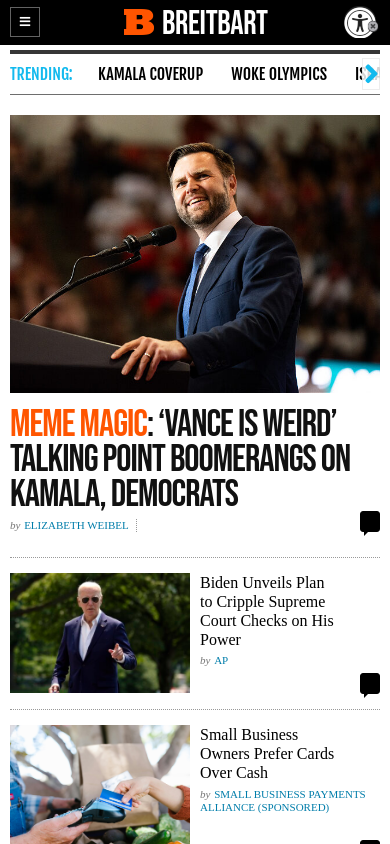 BREITBART
TRENDING: KAMALA COVERUP WOKE OLYMPICS
MEME MAGIC: ‘VANCE IS WEIRD’
TALKING POINT BOOMERANGS ON
KAMALA, DEMOCRATS
by ELIZABETH WEIBEL
Biden Unveils Plan
to Cripple Supreme
Court Checks on His
Power
by AP
Small Business
Owners Prefer Cards
Over Cash
by SMALL BUSINESS PAYMENTS
ALLIANCE (SPONSORED)